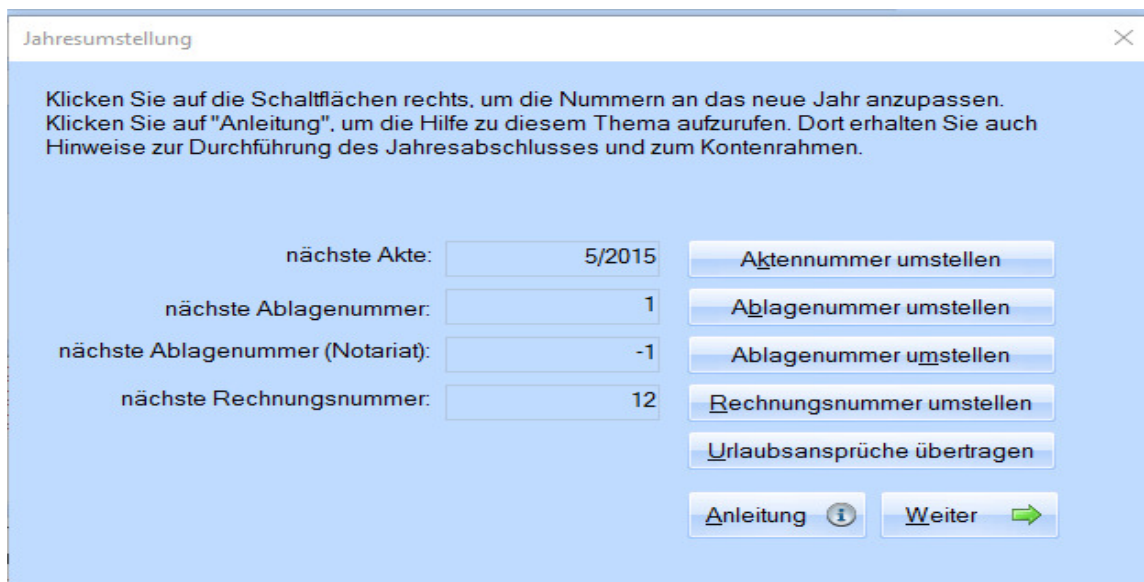 Jahresumstellung
Klicken Sie auf die Schaltflächen rechts, um die Nummern an das neue Jahr anzupassen.
Klicken Sie auf "Anleitung", um die Hilfe zu diesem Thema aufzurufen. Dort erhalten Sie auch
Hinweise zur Durchführung des Jahresabschlusses und zum Kontenrahmen.
nächste Akte: 5/2015 Aktennummer umstellen
nächste Ablagenummer: 1 Ablagenummer umstellen
nächste Ablagenummer (Notariat): -1 Ablagenummer umstellen
nächste Rechnungsnummer: 12 Rechnungsnummer umstellen
Urlaubsansprüche übertragen
Anleitung Weiter